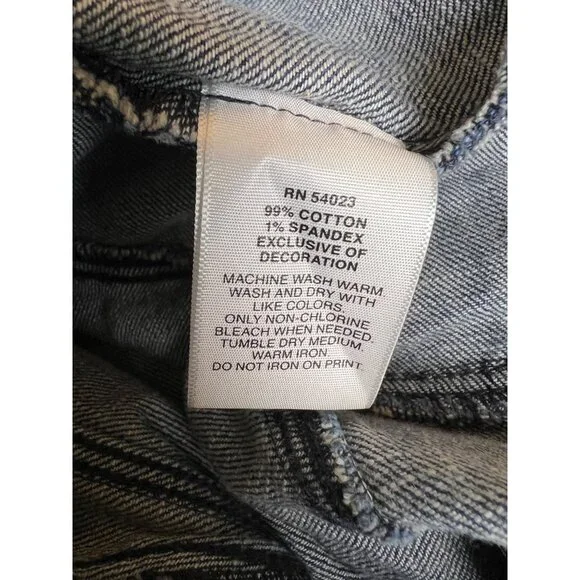 RN 54023
99% COTTON
1% SPANDEX
EXCLUSIVE OF
DECORATION
MACHINE WASH WARM.
WASH AND DRY WITH
LIKE COLORS.
ONLY NON-CHLORINE
BLEACH WHEN NEEDED.
TUMBLE DRY MEDIUM.
WARM IRON.
DO NOT IRON ON PRINT.